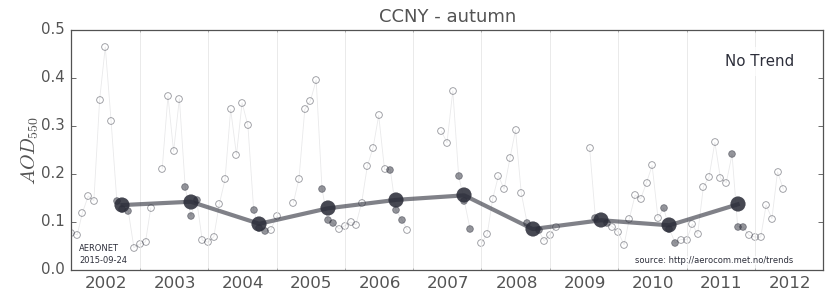 CCNY - autumn
0.5
0.4
0.3
0.2
0.1
0.0
AOD550
No Trend
AERONET
2015-09-24
source: http://aerocom.met.no/trends
2002 2003 2004 2005 2006 2007 2008 2009 2010 2011 2012